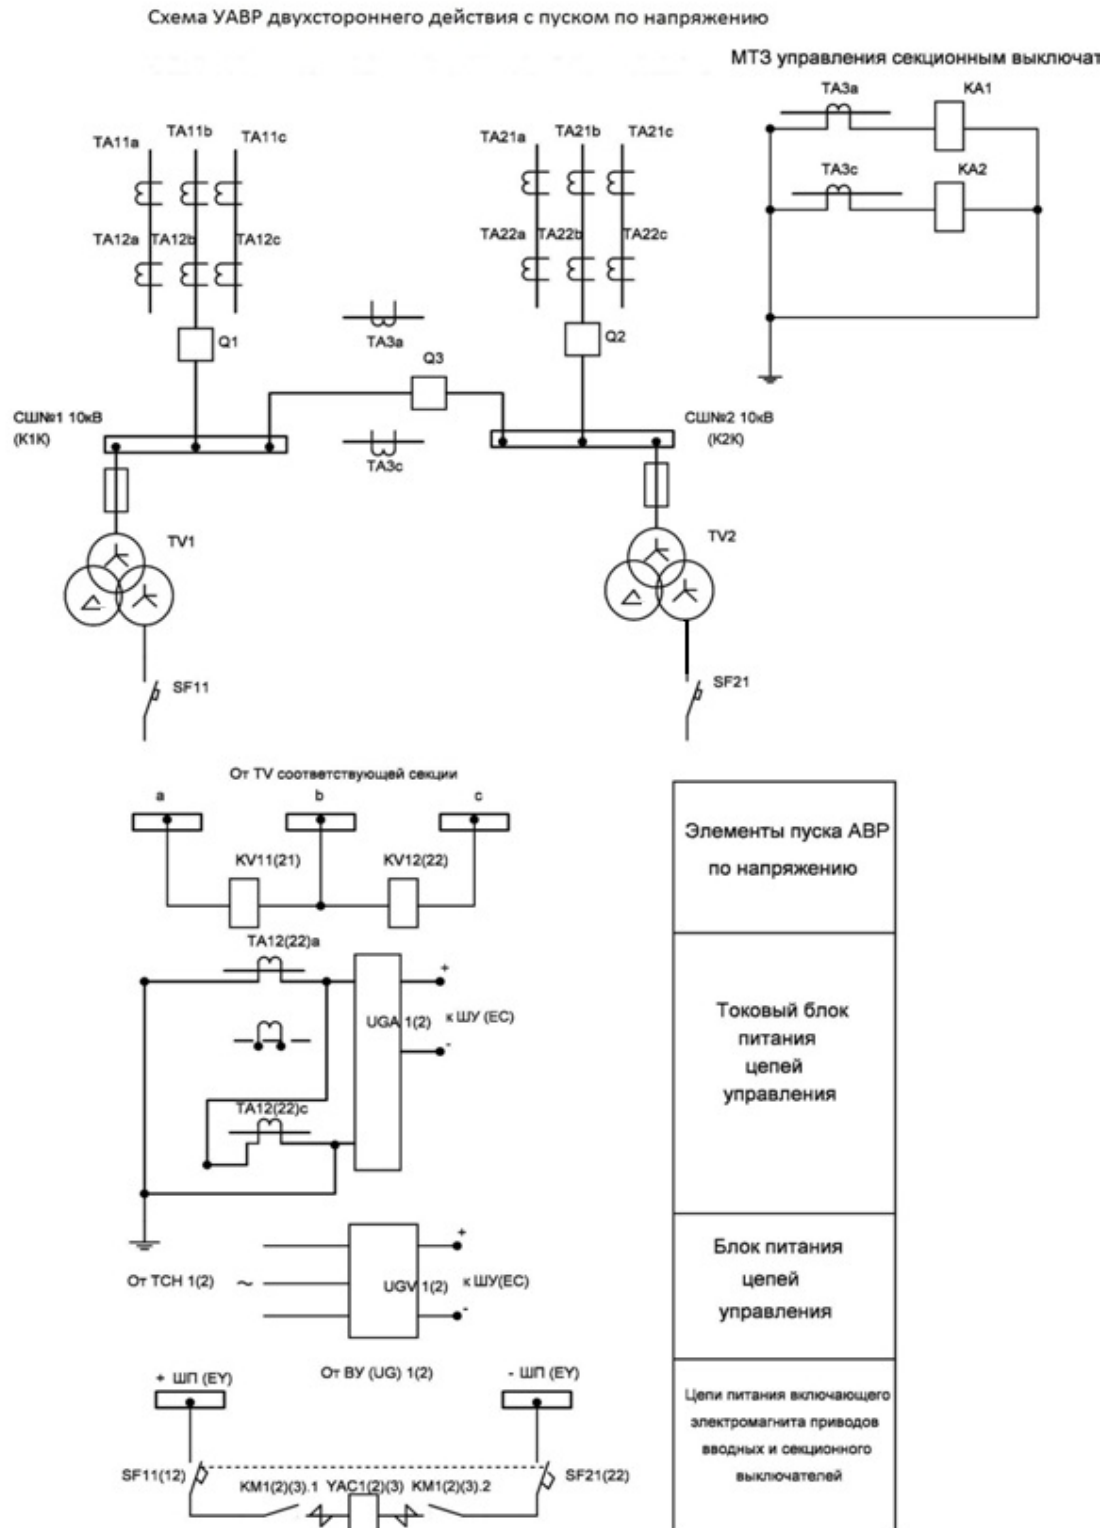 Схема УАВР двухстороннего действия с пуском по напряжению
МТЗ управления секционным выключат
TA3a
KA1
TA3c
KA2
TA11a
TA11b
TA11c
TA12a
TA12b
TA12c
TA21a
TA21b
TA21c
TA22a
TA22b
TA22c
Q1
TA3a
Q3
Q2
СШ№1 10кВ
(К1К)
TA3c
СШ№2 10кВ
(К2К)
TV1
TV2
SF11
SF21
От TV соответствующей секции
a
b
c
KV11(21)
KV12(22)
Элементы пуска АВР
по напряжению
TA12(22)a
UGA 1(2)
+
к ШУ (ЕС)
-
TA12(22)c
Токовый блок
питания
цепей
управления
От ТСН 1(2)
~
UGV 1(2)
+
к ШУ(ЕС)
-
Блок питания
цепей
управления
От ВУ (UG) 1(2)
+ ШП (EY)
- ШП (EY)
SF11(12)
SF21(22)
KM1(2)(3).1
YAC1(2)(3)
KM1(2)(3).2
Цепи питания включающего
электромагнита приводов
вводных и секционного
выключателей